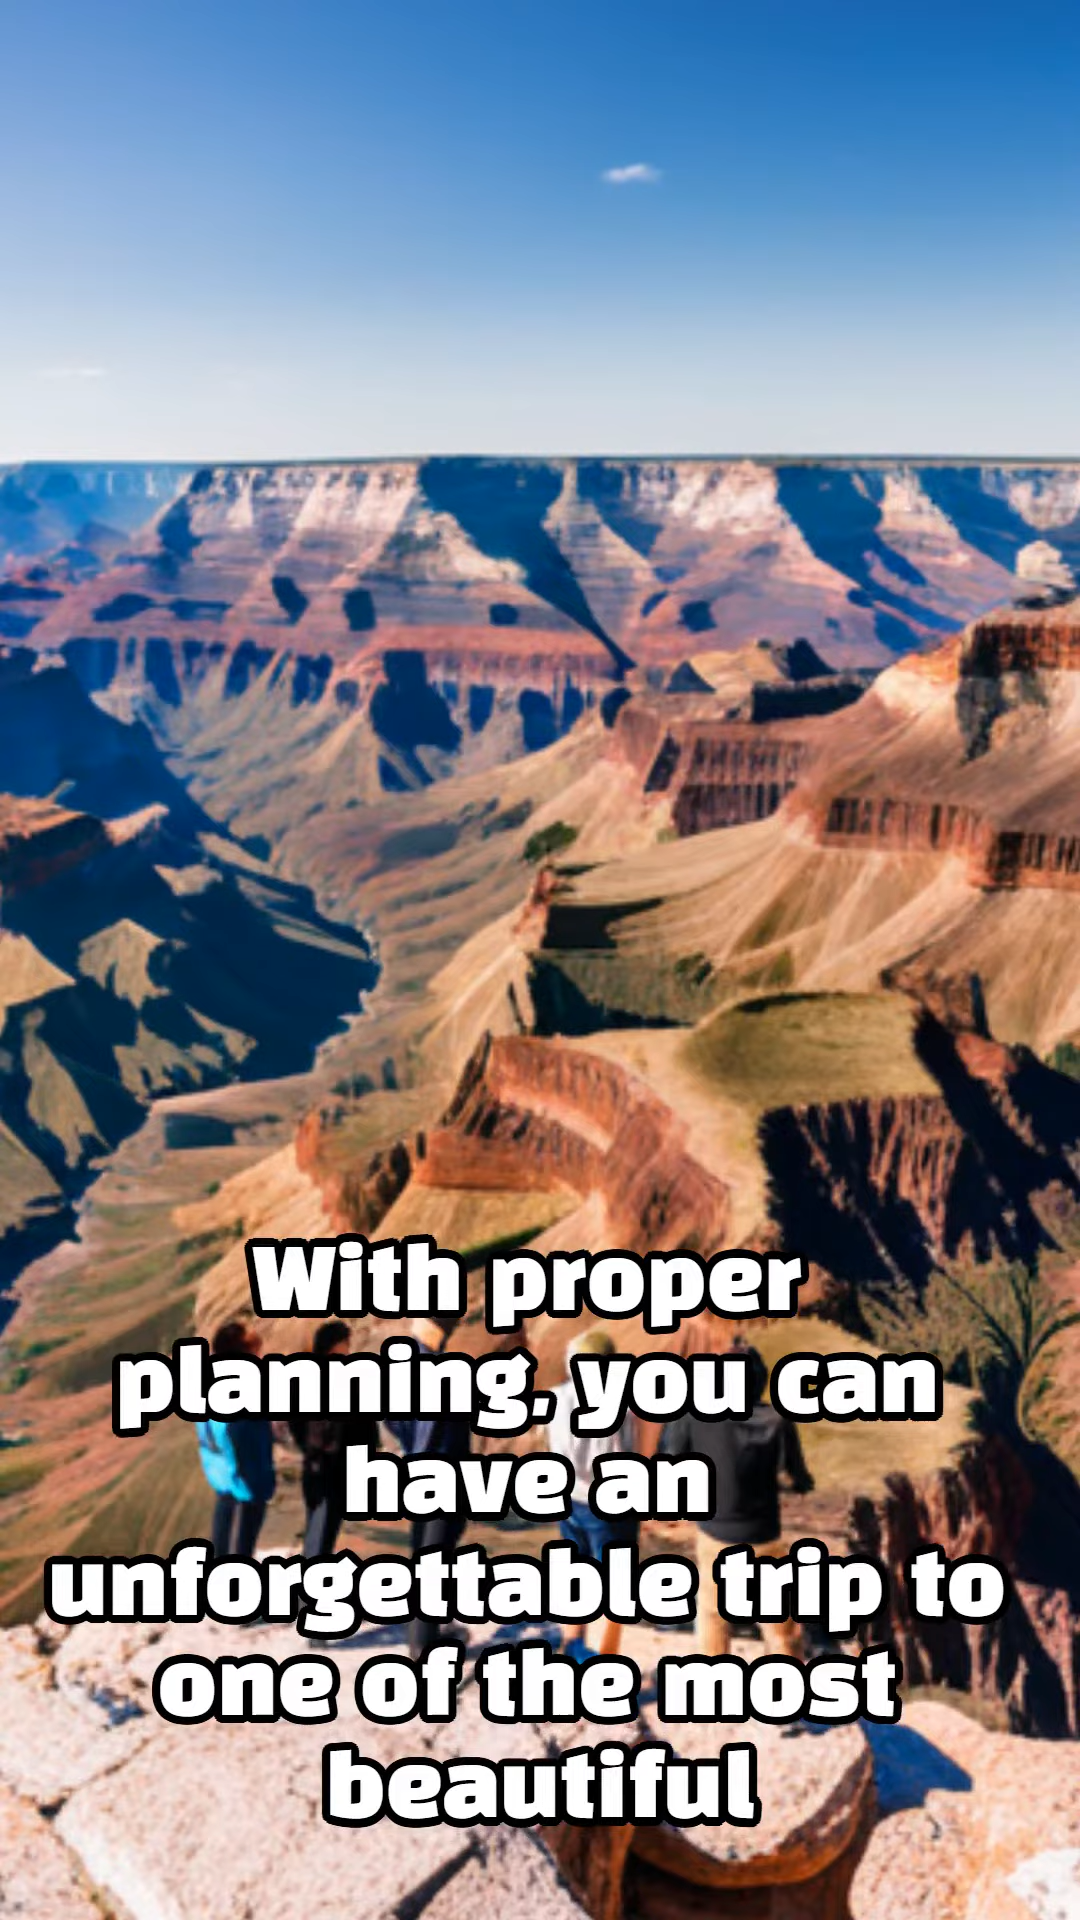 With proper
planning, you can
have an
unforgettable trip to
one of the most
beautiful